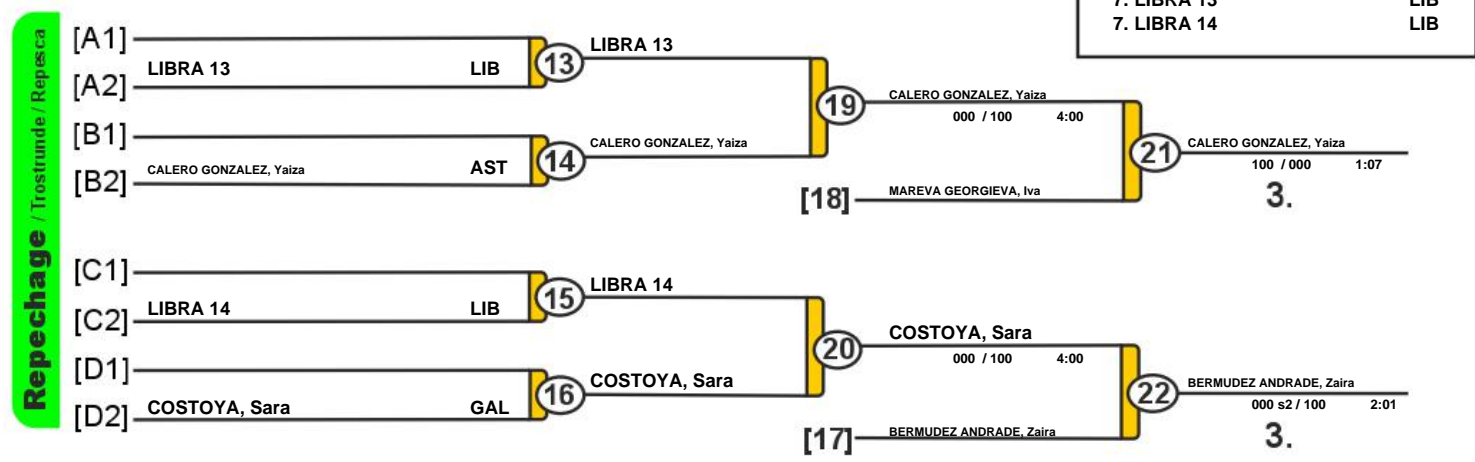 7. LIBRA 13 LIB
7. LIBRA 14 LIB
Repechage / Trostrunde / Repesca
[A1]
LIBRA 13 LIB
[A2]
13
LIBRA 13
[B1]
CALERO GONZALEZ, Yaiza AST
[B2]
14
CALERO GONZALEZ, Yaiza
19
CALERO GONZALEZ, Yaiza
000 / 100 4:00
[18]
MAREVA GEORGIEVA, Iva
21
CALERO GONZALEZ, Yaiza
100 / 000 1:07
3.
[C1]
LIBRA 14 LIB
[C2]
15
LIBRA 14
[D1]
COSTOYA, Sara GAL
[D2]
16
COSTOYA, Sara
20
COSTOYA, Sara
000 / 100 4:00
[17]
BERMUDEZ ANDRADE, Zaira
22
BERMUDEZ ANDRADE, Zaira
000 s2 / 100 2:01
3.